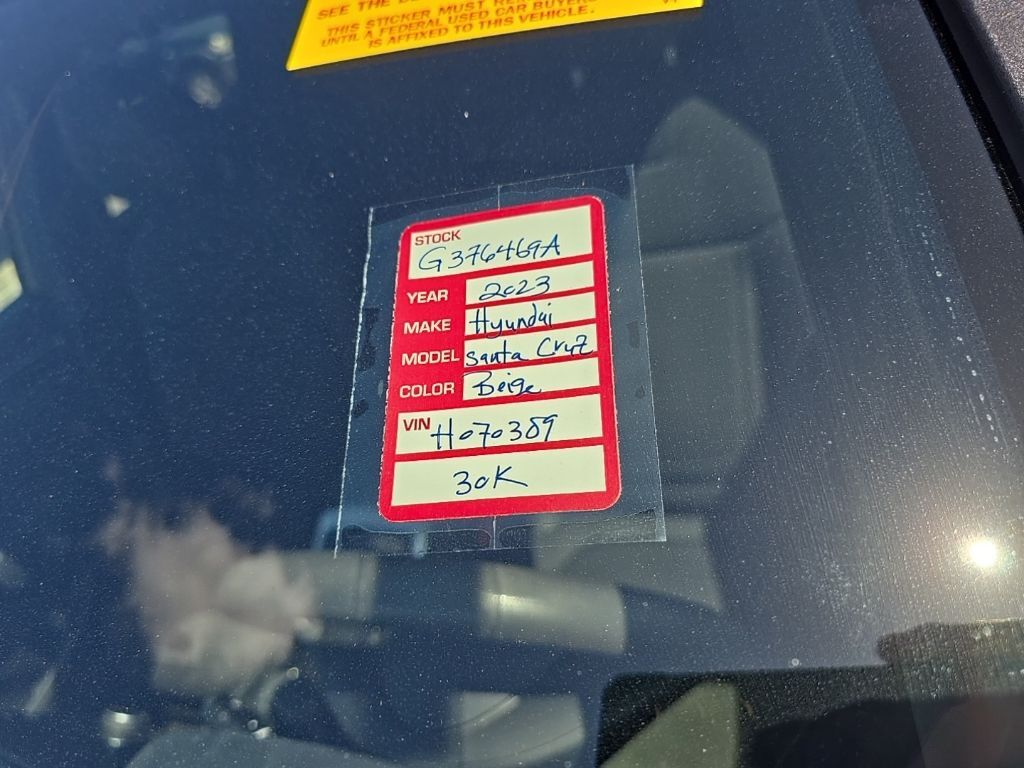 SEE THE
THIS STICKER MUST
UNTIL A FEDERAL USED CAR BUYERS
IS AFFIXED TO THIS VEHICLE.
STOCK
G376469A
YEAR 2023
MAKE Hyundai
MODEL Santa Cruz
COLOR Beige
VIN H070389
30K